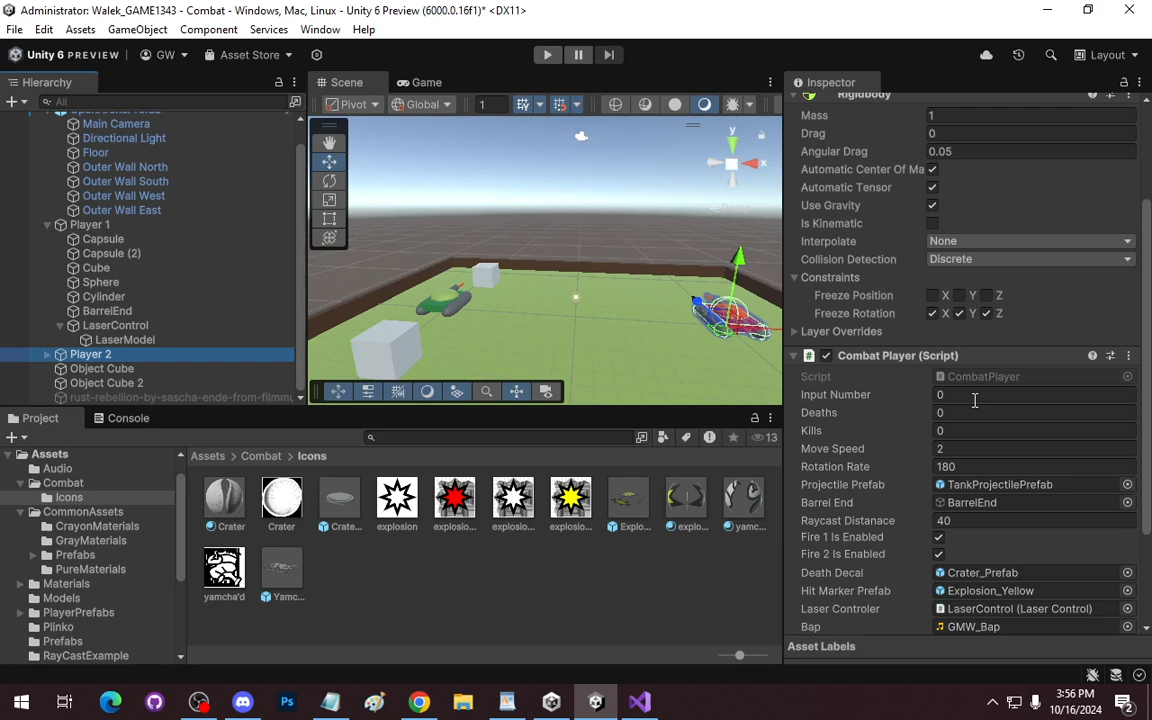 Administrator: Walek_GAME1343 - Combat - Windows, Mac, Linux - Unity 6 Preview (6000.0.16f1)* <DX11>
File Edit Assets GameObject Component Services Window Help
Unity 6 PREVIEW GW Asset Store Layout
Hierarchy
All
Main Camera
Directional Light
Floor
Outer Wall North
Outer Wall South
Outer Wall West
Outer Wall East
Player 1
Capsule
Capsule (2)
Cube
Sphere
Cylinder
BarrelEnd
LaserControl
LaserModel
Player 2
Object Cube
Object Cube 2
rust-rebellion-by-sascha-ende-from-filmmu
Scene Game
Pivot Global 1
y
x
Project Console
13
Assets
Audio
Combat
Icons
CommonAssets
CrayonMaterials
GrayMaterials
Prefabs
PureMaterials
Materials
Models
PlayerPrefabs
Plinko
Prefabs
RayCastExample
Assets > Combat > Icons
Crater Crater Crate... explosion explosio... explosio... explosio... Explo... explo... yamc...
yamcha'd Yamc...
Inspector
Rigidbody
Mass 1
Drag 0
Angular Drag 0.05
Automatic Center Of Ma
Automatic Tensor
Use Gravity
Is Kinematic
Interpolate None
Collision Detection Discrete
Constraints
Freeze Position X Y Z
Freeze Rotation X Y Z
Layer Overrides
Combat Player (Script)
Script CombatPlayer
Input Number 0
Deaths 0
Kills 0
Move Speed 2
Rotation Rate 180
Projectile Prefab TankProjectilePrefab
Barrel End BarrelEnd
Raycast Distanace 40
Fire 1 Is Enabled
Fire 2 Is Enabled
Death Decal Crater_Prefab
Hit Marker Prefab Explosion_Yellow
Laser Controler LaserControl (Laser Control)
Bap GMW_Bap
Asset Labels
3:56 PM
10/16/2024
2